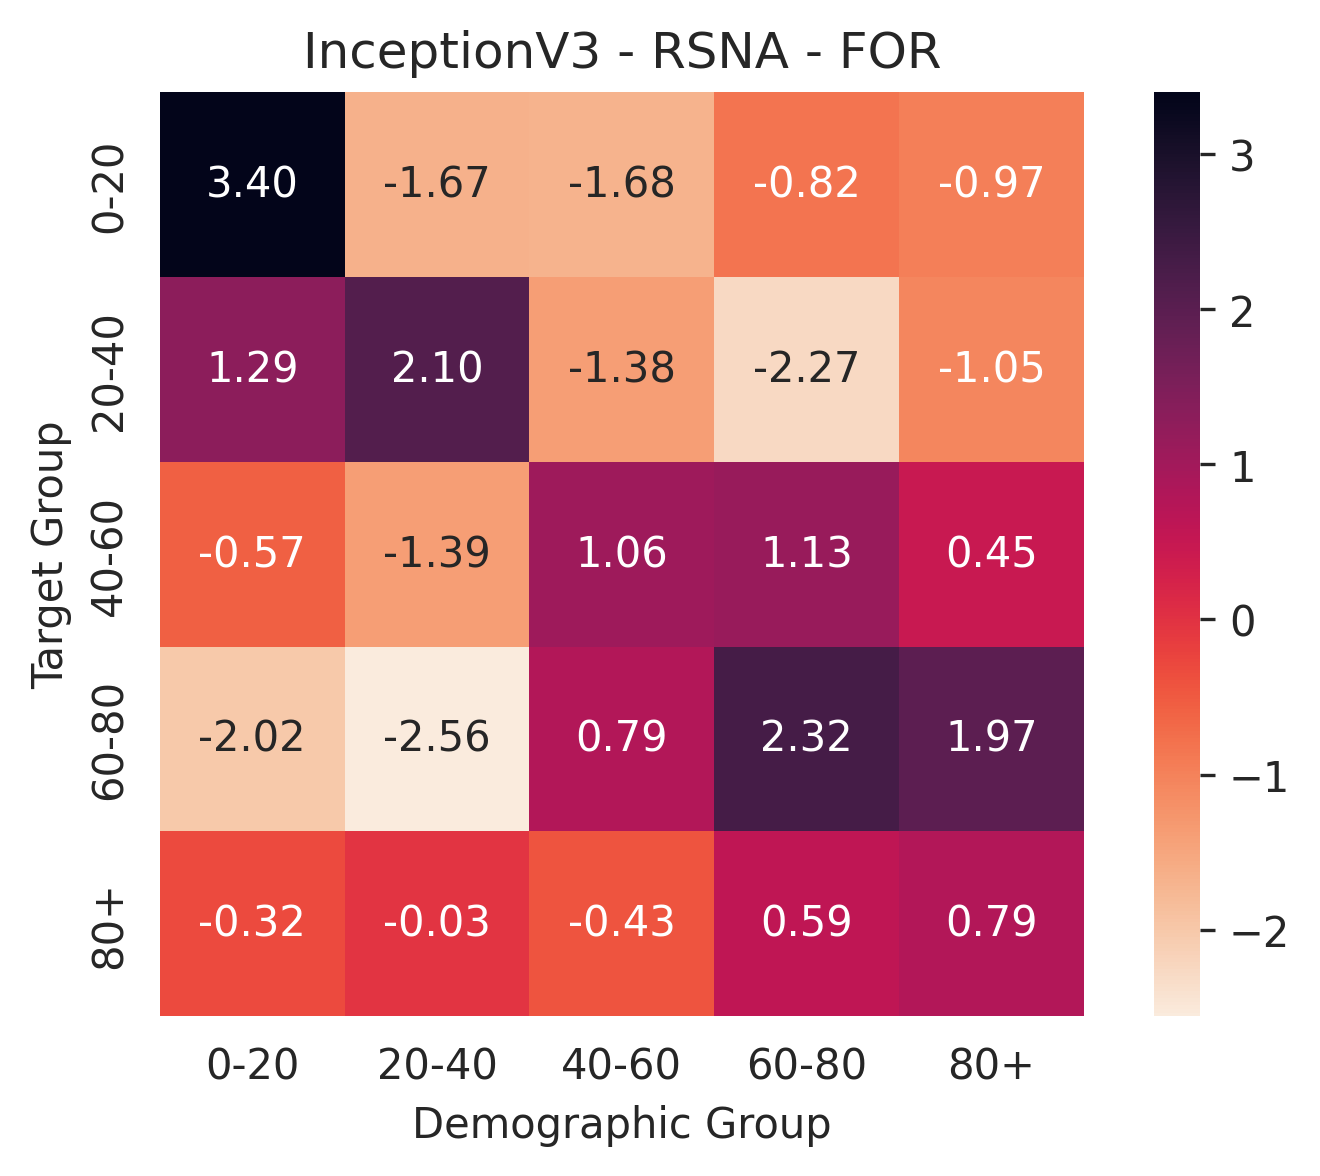 InceptionV3 - RSNA - FOR
0-20 3.40 -1.67 -1.68 -0.82 -0.97
20-40 1.29 2.10 -1.38 -2.27 -1.05
40-60 -0.57 -1.39 1.06 1.13 0.45
60-80 -2.02 -2.56 0.79 2.32 1.97
80+ -0.32 -0.03 -0.43 0.59 0.79
Target Group
0-20 20-40 40-60 60-80 80+
Demographic Group
3
2
1
0
−1
−2